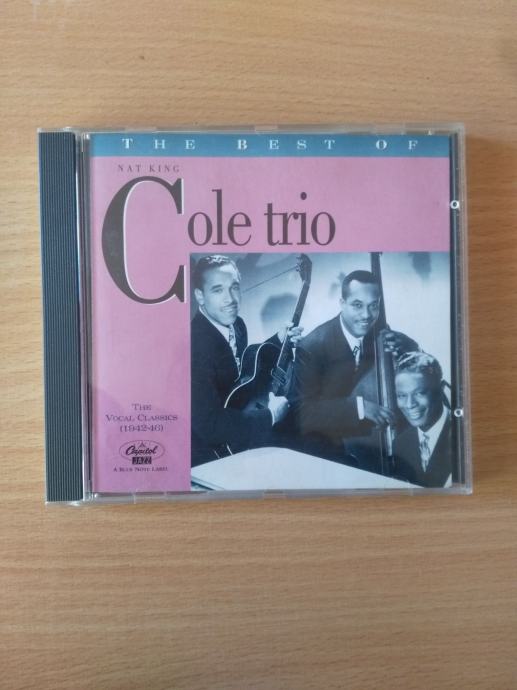 THE BEST OF
NAT KING
Cole trio
THE
VOCAL CLASSICS
(1942-46)
Capitol
JAZZ
A BLUE NOTE LABEL